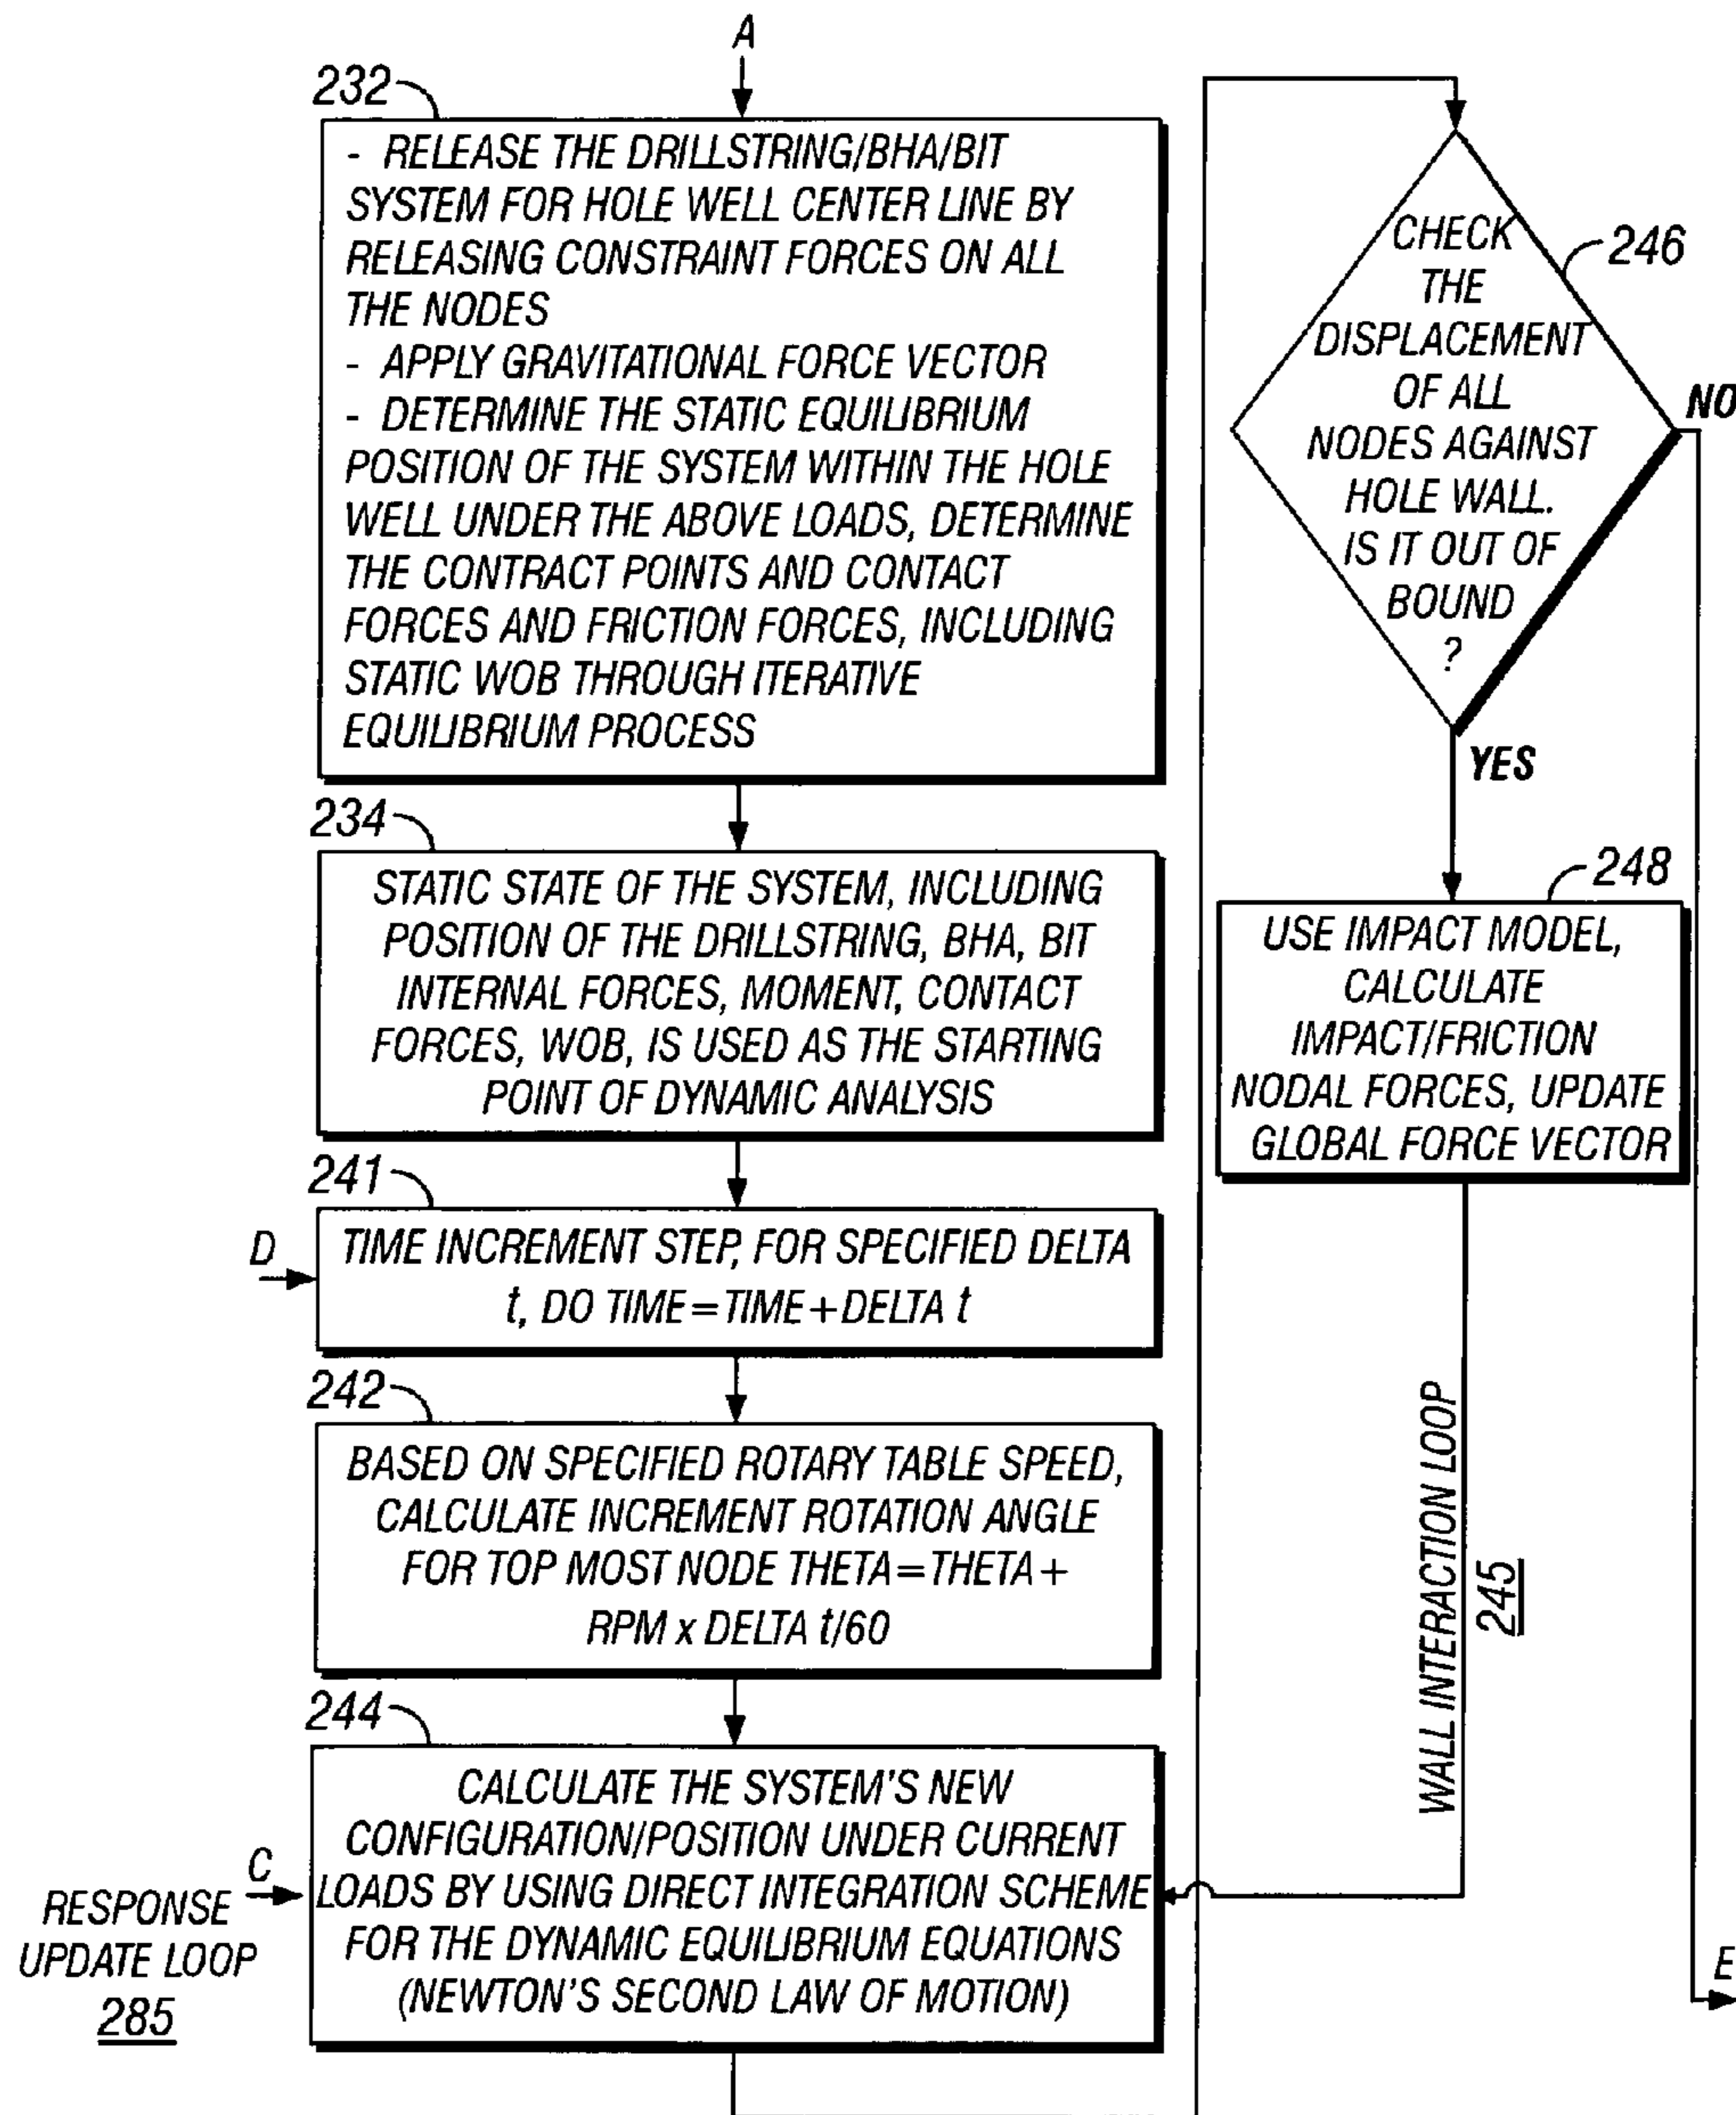 A
232
- RELEASE THE DRILLSTRING/BHA/BIT
SYSTEM FOR HOLE WELL CENTER LINE BY
RELEASING CONSTRAINT FORCES ON ALL
THE NODES
- APPLY GRAVITATIONAL FORCE VECTOR
- DETERMINE THE STATIC EQUILIBRIUM
POSITION OF THE SYSTEM WITHIN THE HOLE
WELL UNDER THE ABOVE LOADS, DETERMINE
THE CONTRACT POINTS AND CONTACT
FORCES AND FRICTION FORCES, INCLUDING
STATIC WOB THROUGH ITERATIVE
EQUILIBRIUM PROCESS
234
STATIC STATE OF THE SYSTEM, INCLUDING
POSITION OF THE DRILLSTRING, BHA, BIT
INTERNAL FORCES, MOMENT, CONTACT
FORCES, WOB, IS USED AS THE STARTING
POINT OF DYNAMIC ANALYSIS
241
D
TIME INCREMENT STEP, FOR SPECIFIED DELTA
t, DO TIME=TIME+DELTA t
242
BASED ON SPECIFIED ROTARY TABLE SPEED,
CALCULATE INCREMENT ROTATION ANGLE
FOR TOP MOST NODE THETA=THETA+
RPM x DELTA t/60
244
C
CALCULATE THE SYSTEM'S NEW
CONFIGURATION/POSITION UNDER CURRENT
LOADS BY USING DIRECT INTEGRATION SCHEME
FOR THE DYNAMIC EQUILIBRIUM EQUATIONS
(NEWTON'S SECOND LAW OF MOTION)
RESPONSE
UPDATE LOOP
285
CHECK
THE
DISPLACEMENT
OF ALL
NODES AGAINST
HOLE WALL.
IS IT OUT OF
BOUND
?
246
NO
YES
248
USE IMPACT MODEL,
CALCULATE
IMPACT/FRICTION
NODAL FORCES, UPDATE
GLOBAL FORCE VECTOR
WALL INTERACTION LOOP
245
E